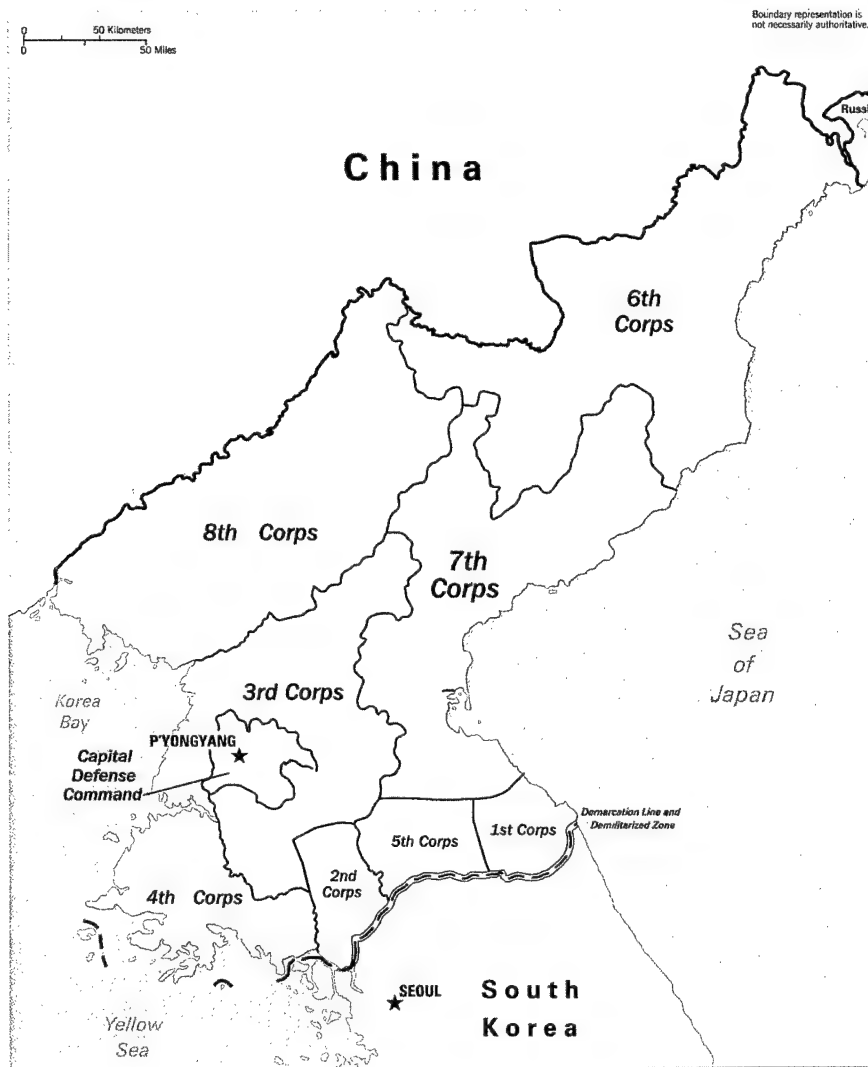 Boundary representation is
not necessarily authoritative.
0 50 Kilometers
0 50 Miles
Russi
China
6th
Corps
8th Corps
7th
Corps
Sea
of
Japan
3rd Corps
Korea
Bay
P'YONGYANG
Capital
Defense
Command
Demarcation Line and
Demilitarized Zone
1st Corps
5th Corps
2nd
Corps
4th Corps
SEOUL
South
Korea
Yellow
Sea